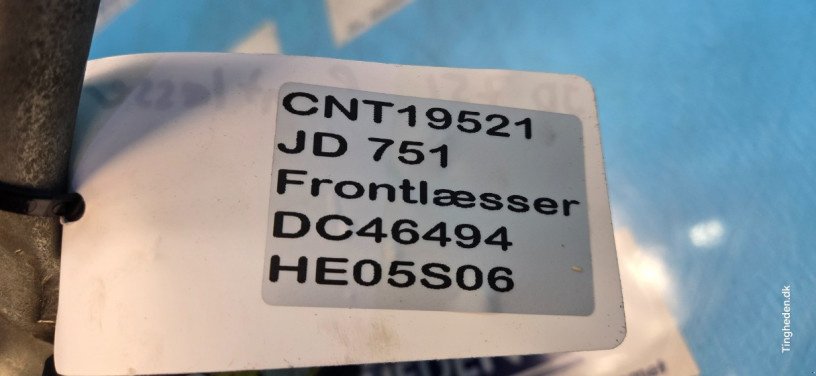 CNT19521
JD 751
Frontlæsser
DC46494
HE05S06
Tingheden.dk